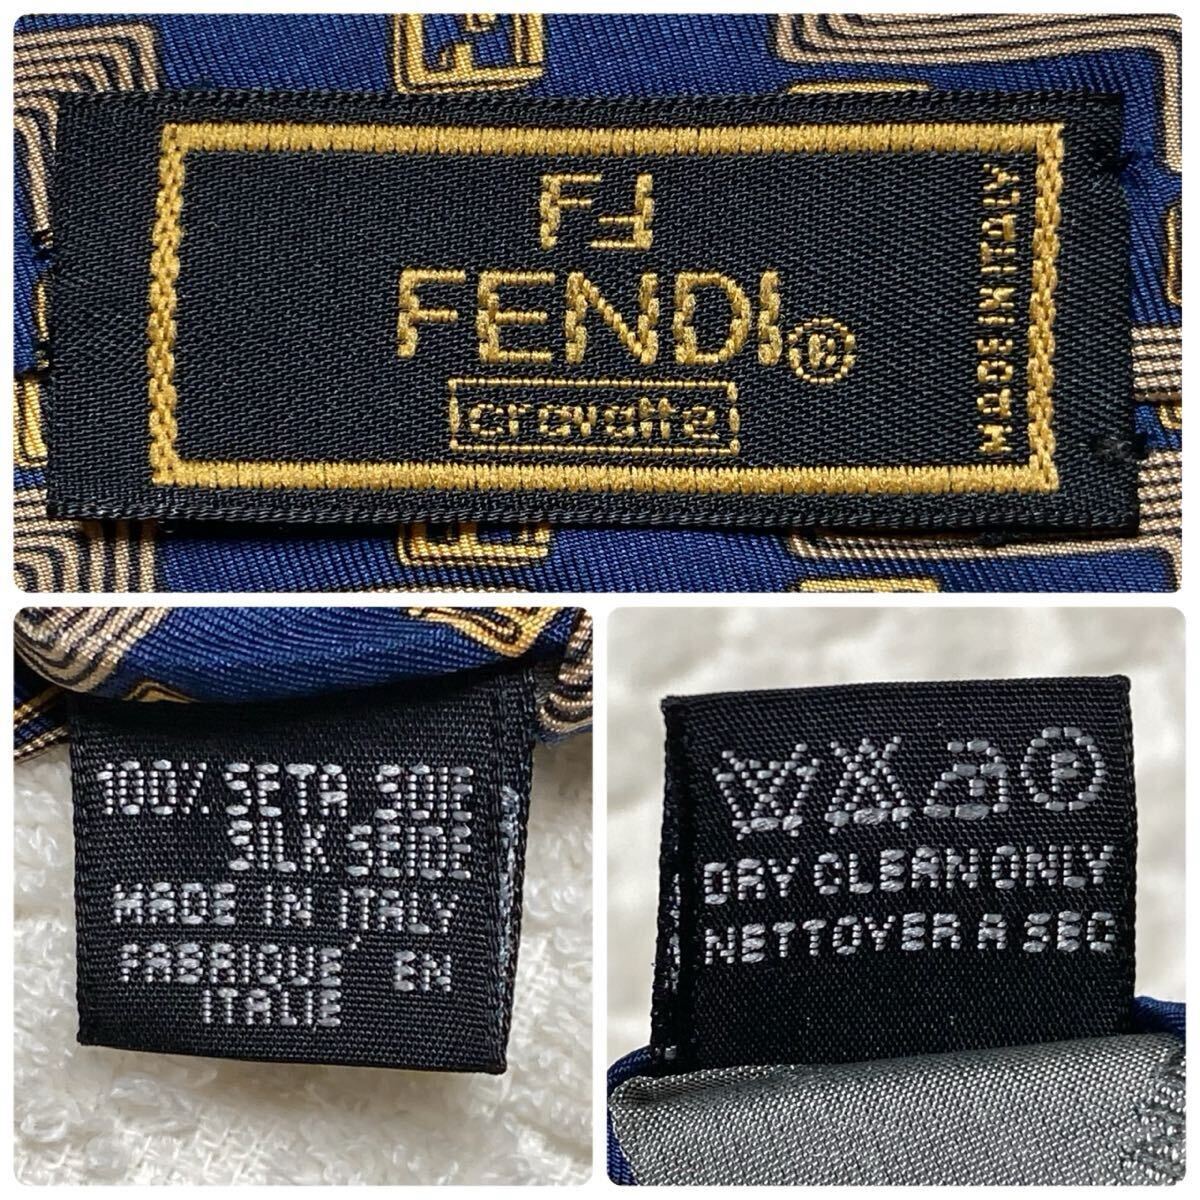 FF
FENDI®
cravatte
MADE IN ITALY
100% SETA SOIE
SILK SEIDE
MADE IN ITALY
FABRIQUÉ EN
ITALIE
P
DRY CLEAN ONLY
NETTOYER A SEC